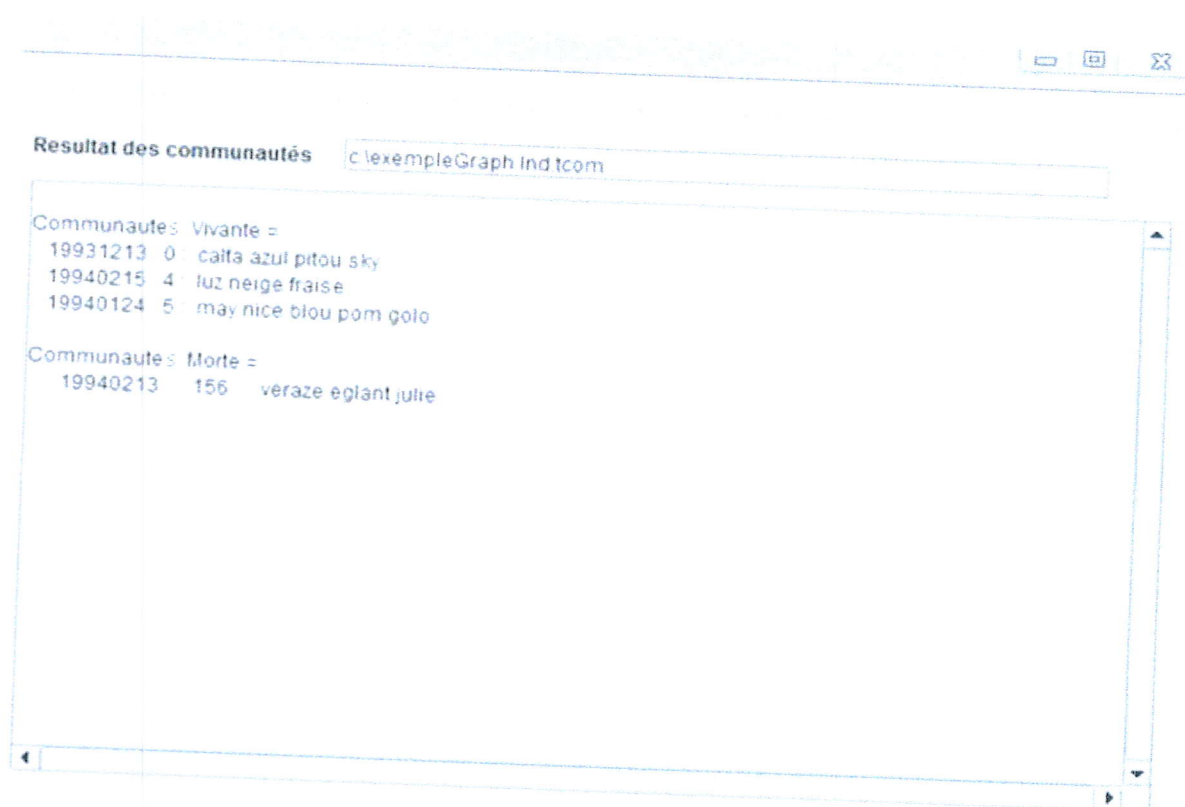 Resultat des communautés c:\exempleGraph.Ind.tcom
Communautes Vivante =
19931213 0 : calta azul pitou sky
19940215 4 : luz neige fraise
19940124 5 : may nice blou pom golo
Communautes Morte =
19940213 156 veraze eglant julie